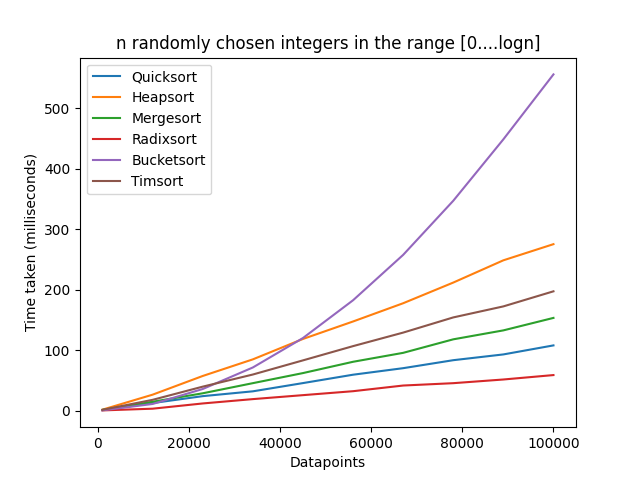 n randomly chosen integers in the range [0....logn]
Quicksort
Heapsort
Mergesort
Radixsort
Bucketsort
Timsort
Time taken (milliseconds)
500
400
300
200
100
0
0 20000 40000 60000 80000 100000
Datapoints